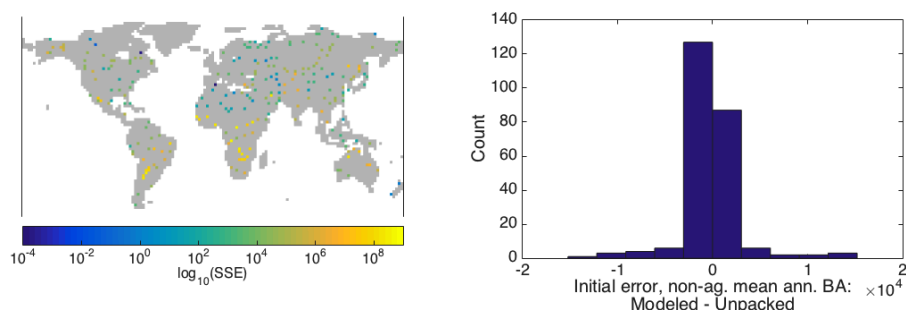 10^-4 10^-2 10^0 10^2 10^4 10^6 10^8
log_10(SSE)
140
120
100
80
60
40
20
0
Count
-2 -1 0 1 2
×10^4
Initial error, non-ag. mean ann. BA:
Modeled - Unpacked